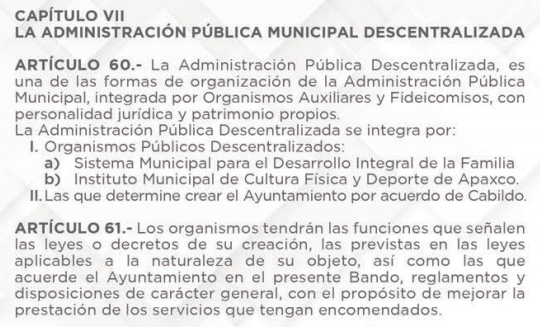 CAPÍTULO VII
LA ADMINISTRACIÓN PÚBLICA MUNICIPAL DESCENTRALIZADA
ARTÍCULO 60.- La Administración Pública Descentralizada, es
una de las formas de organización de la Administración Pública
Municipal, integrada por Organismos Auxiliares y Fideicomisos, con
personalidad jurídica y patrimonio propios.
La Administración Pública Descentralizada se integra por:
I. Organismos Públicos Descentralizados:
a) Sistema Municipal para el Desarrollo Integral de la Familia
b) Instituto Municipal de Cultura Física y Deporte de Apaxco.
II. Las que determine crear el Ayuntamiento por acuerdo de Cabildo.
ARTÍCULO 61.- Los organismos tendrán las funciones que señalen
las leyes o decretos de su creación, las previstas en las leyes
aplicables a la naturaleza de su objeto, así como las que
acuerde el Ayuntamiento en el presente Bando, reglamentos y
disposiciones de carácter general, con el propósito de mejorar la
prestación de los servicios que tengan encomendados.